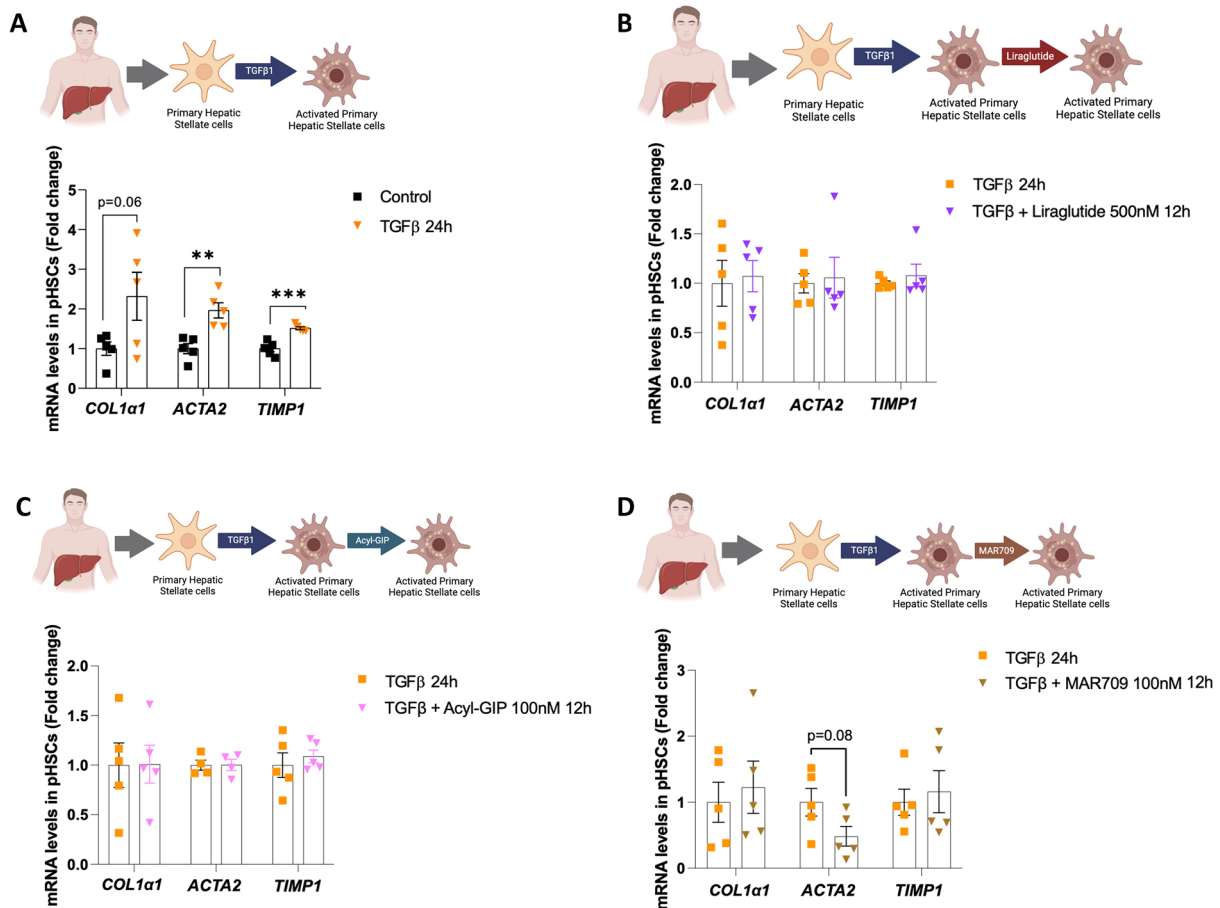 A
TGFβ1
Primary Hepatic
Stellate cells
Activated Primary
Hepatic Stellate cells
mRNA levels in pHSCs (Fold change)
5
4
3
2
1
0
p=0.06
**
***
Control
TGFβ 24h
COL1α1 ACTA2 TIMP1
B
TGFβ1
Liraglutide
Primary Hepatic
Stellate cells
Activated Primary
Hepatic Stellate cells
Activated Primary
Hepatic Stellate cells
mRNA levels in pHSCs (Fold change)
2.0
1.5
1.0
0.5
0.0
TGFβ 24h
TGFβ + Liraglutide 500nM 12h
COL1α1 ACTA2 TIMP1
C
TGFβ1
Acyl-GIP
Primary Hepatic
Stellate cells
Activated Primary
Hepatic Stellate cells
Activated Primary
Hepatic Stellate cells
mRNA levels in pHSCs (Fold change)
2.0
1.5
1.0
0.5
0.0
TGFβ 24h
TGFβ + Acyl-GIP 100nM 12h
COL1α1 ACTA2 TIMP1
D
TGFβ1
MAR709
Primary Hepatic
Stellate cells
Activated Primary
Hepatic Stellate cells
Activated Primary
Hepatic Stellate cells
mRNA levels in pHSCs (Fold change)
3
2
1
0
p=0.08
TGFβ 24h
TGFβ + MAR709 100nM 12h
COL1α1 ACTA2 TIMP1